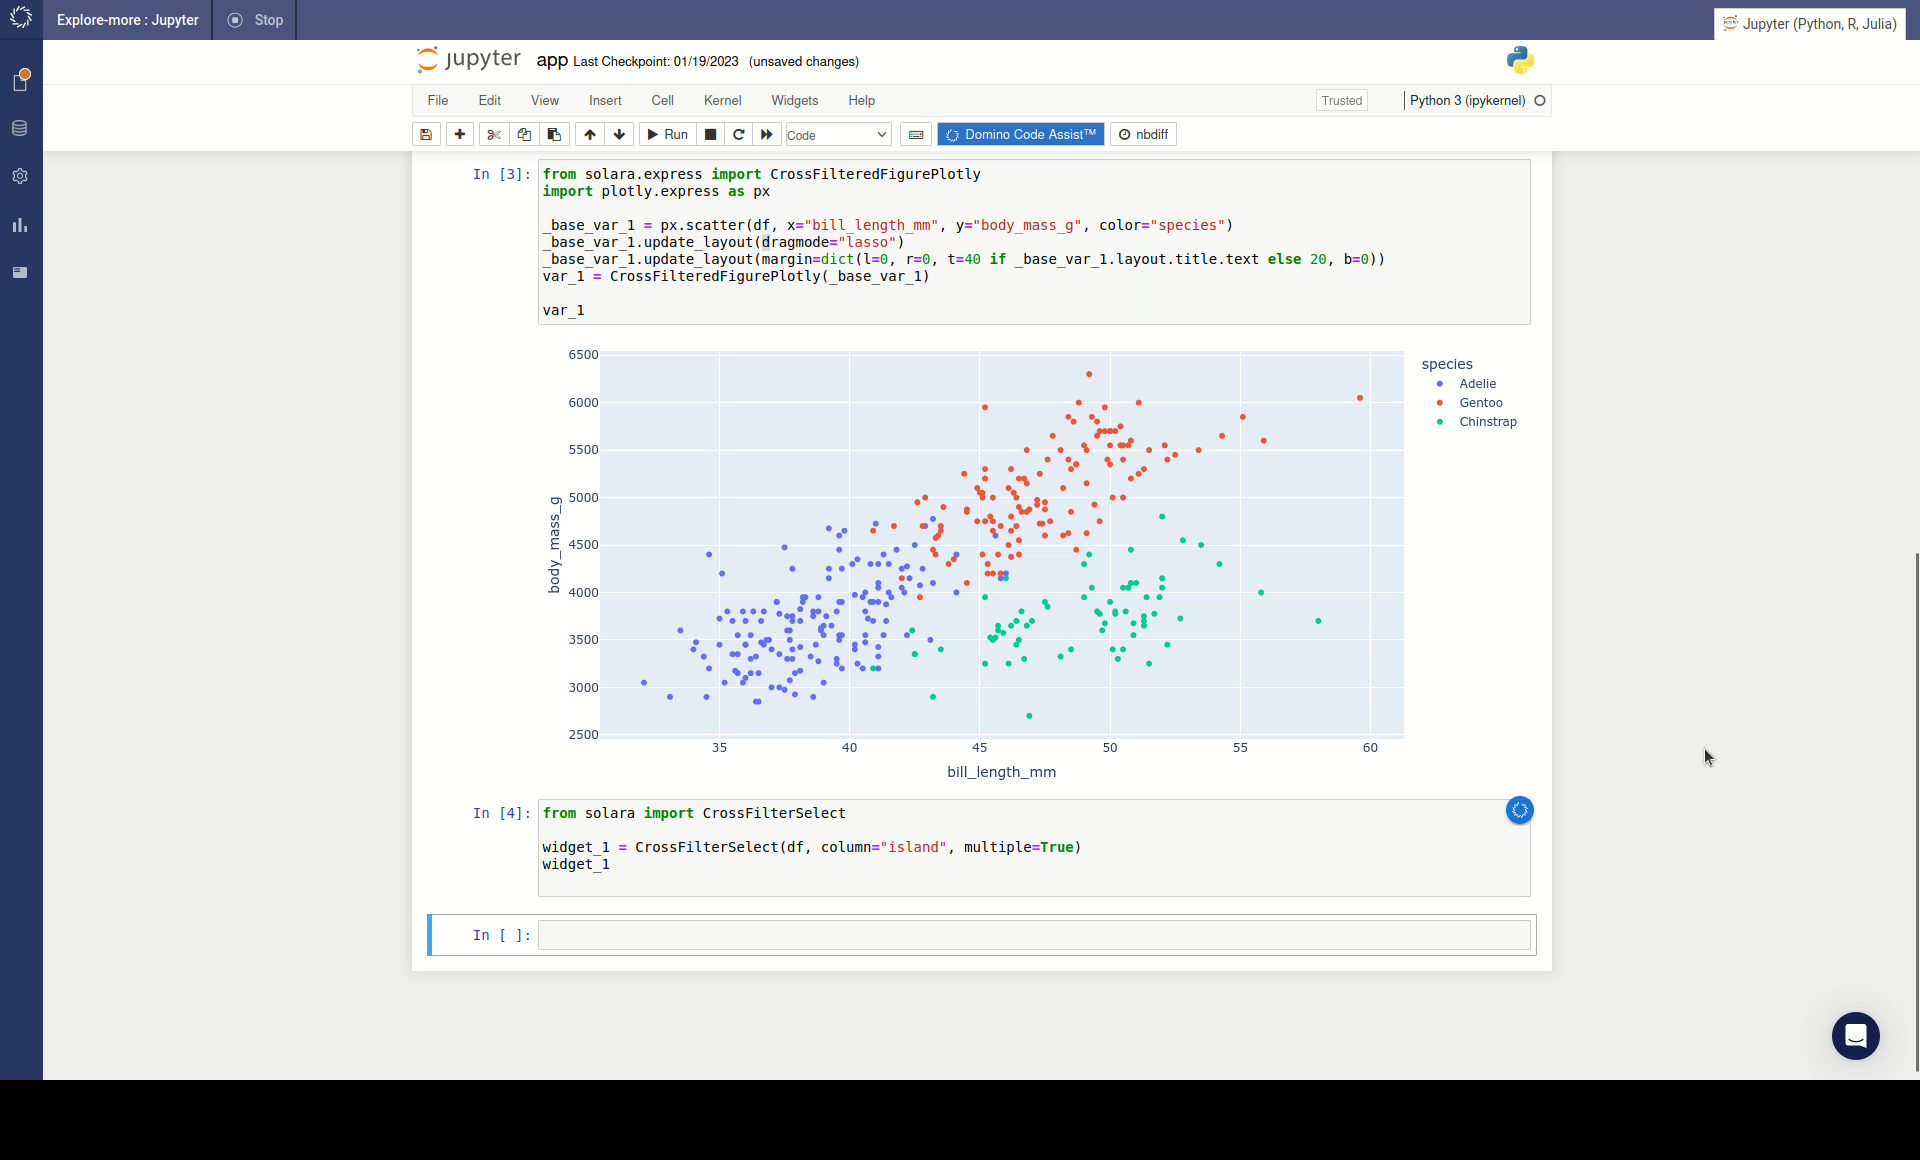 Explore-more : Jupyter
Stop
Jupyter (Python, R, Julia)
jupyter app Last Checkpoint: 01/19/2023 (unsaved changes)
File Edit View Insert Cell Kernel Widgets Help
Trusted
Python 3 (ipykernel)
Run
Code
Domino Code Assist™
nbdiff
In [3]:
from solara.express import CrossFilteredFigurePlotly
import plotly.express as px
_base_var_1 = px.scatter(df, x="bill_length_mm", y="body_mass_g", color="species")
_base_var_1.update_layout(dragmode="lasso")
_base_var_1.update_layout(margin=dict(l=0, r=0, t=40 if _base_var_1.layout.title.text else 20, b=0))
var_1 = CrossFilteredFigurePlotly(_base_var_1)
var_1
6500
6000
5500
5000
4500
4000
3500
3000
2500
body_mass_g
35 40 45 50 55 60
bill_length_mm
species
Adelie
Gentoo
Chinstrap
In [4]:
from solara import CrossFilterSelect
widget_1 = CrossFilterSelect(df, column="island", multiple=True)
widget_1
In [ ]: